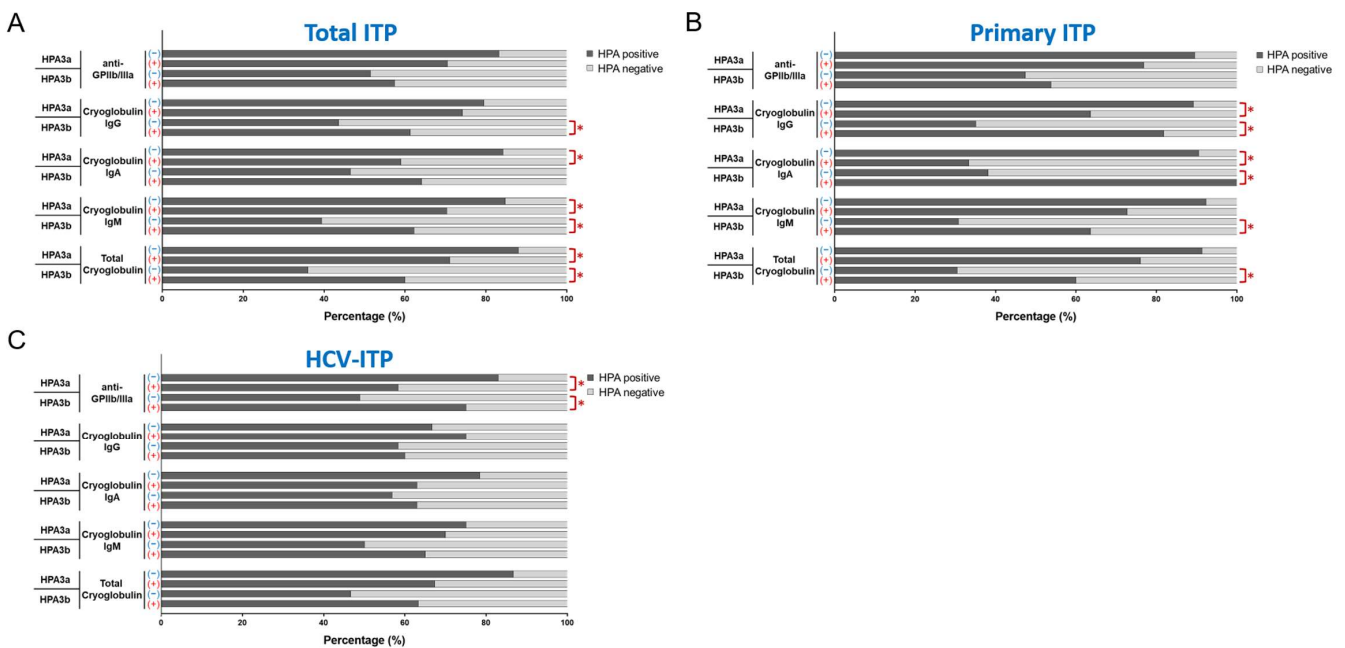 A
Total ITP
HPA positive
HPA negative
HPA3a
HPA3b
anti-
GPIIb/IIIa
(−)
(+)
(−)
(+)
HPA3a
HPA3b
Cryoglobulin
IgG
(−)
(+)
(−)
(+)
*
HPA3a
HPA3b
Cryoglobulin
IgA
(−)
(+)
(−)
(+)
*
HPA3a
HPA3b
Cryoglobulin
IgM
(−)
(+)
(−)
(+)
*
*
HPA3a
HPA3b
Total
Cryoglobulin
(−)
(+)
(−)
(+)
*
*
0 20 40 60 80 100
Percentage (%)
B
Primary ITP
HPA positive
HPA negative
HPA3a
HPA3b
anti-
GPIIb/IIIa
(−)
(+)
(−)
(+)
HPA3a
HPA3b
Cryoglobulin
IgG
(−)
(+)
(−)
(+)
*
*
HPA3a
HPA3b
Cryoglobulin
IgA
(−)
(+)
(−)
(+)
*
*
HPA3a
HPA3b
Cryoglobulin
IgM
(−)
(+)
(−)
(+)
*
HPA3a
HPA3b
Total
Cryoglobulin
(−)
(+)
(−)
(+)
*
0 20 40 60 80 100
Percentage (%)
C
HCV-ITP
HPA positive
HPA negative
HPA3a
HPA3b
anti-
GPIIb/IIIa
(−)
(+)
(−)
(+)
*
*
HPA3a
HPA3b
Cryoglobulin
IgG
(−)
(+)
(−)
(+)
HPA3a
HPA3b
Cryoglobulin
IgA
(−)
(+)
(−)
(+)
HPA3a
HPA3b
Cryoglobulin
IgM
(−)
(+)
(−)
(+)
HPA3a
HPA3b
Total
Cryoglobulin
(−)
(+)
(−)
(+)
0 20 40 60 80 100
Percentage (%)